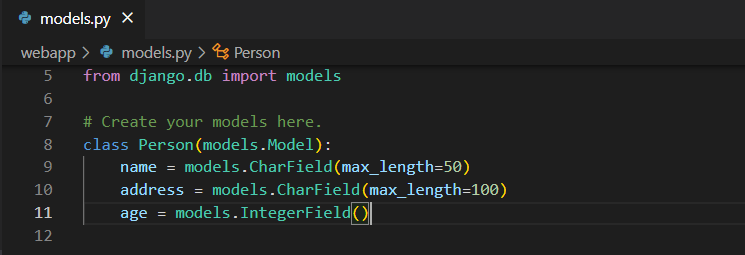 models.py ×
webapp > models.py > Person
5 from django.db import models
6
7 # Create your models here.
8 class Person(models.Model):
9     name = models.CharField(max_length=50)
10     address = models.CharField(max_length=100)
11     age = models.IntegerField()
12